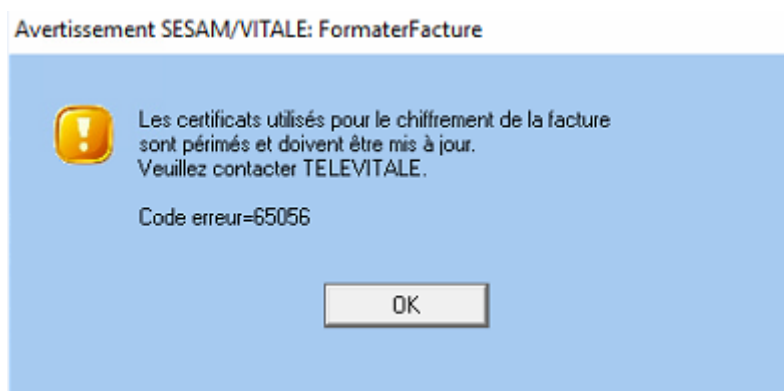 Avertissement SESAM/VITALE: FormaterFacture
Les certificats utilisés pour le chiffrement de la facture
sont périmés et doivent être mis à jour.
Veuillez contacter TELEVITALE.
Code erreur=65056
OK